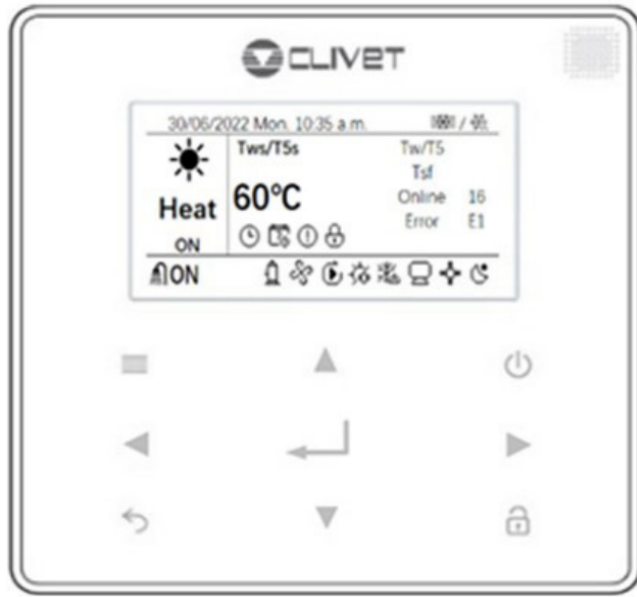 CLIVET
30/06/2022 Mon. 10:35 a.m.
Tws/T5s
Tw/T5
Tsf
60°C
Online 16
Heat
Error E1
ON
ON